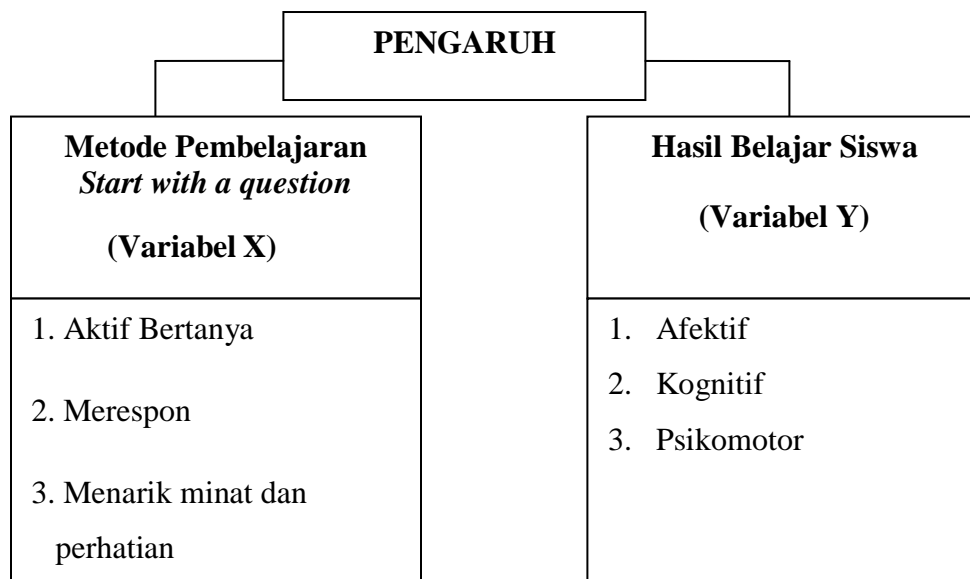 PENGARUH
Metode Pembelajaran
Start with a question
(Variabel X)
1. Aktif Bertanya
2. Merespon
3. Menarik minat dan
perhatian
Hasil Belajar Siswa
(Variabel Y)
1. Afektif
2. Kognitif
3. Psikomotor